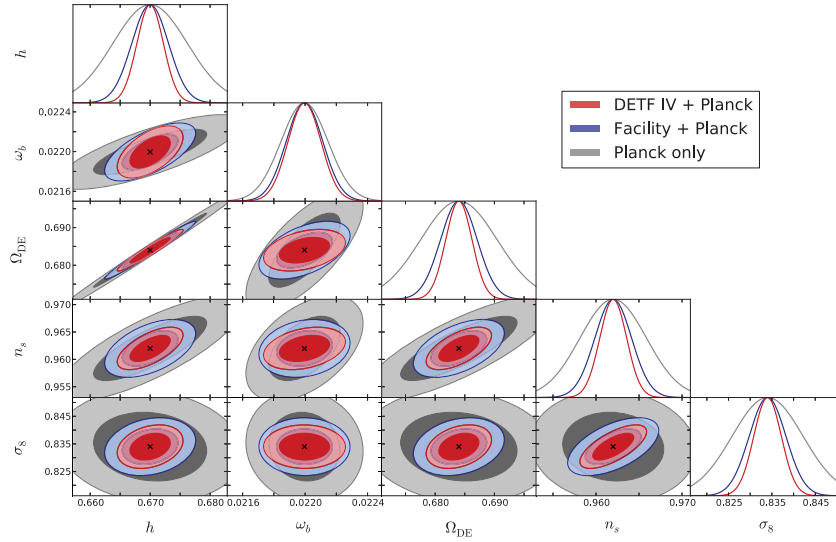 h
0.0224
0.0220
0.0216
ω_b
DETF IV + Planck
Facility + Planck
Planck only
0.690
0.680
Ω_DE
0.970
0.965
0.960
0.955
n_s
0.845
0.835
0.825
σ_8
0.660 0.670 0.680 0.0216 0.0220 0.0224 0.680 0.690 0.960 0.970 0.825 0.835 0.845
h ω_b Ω_DE n_s σ_8